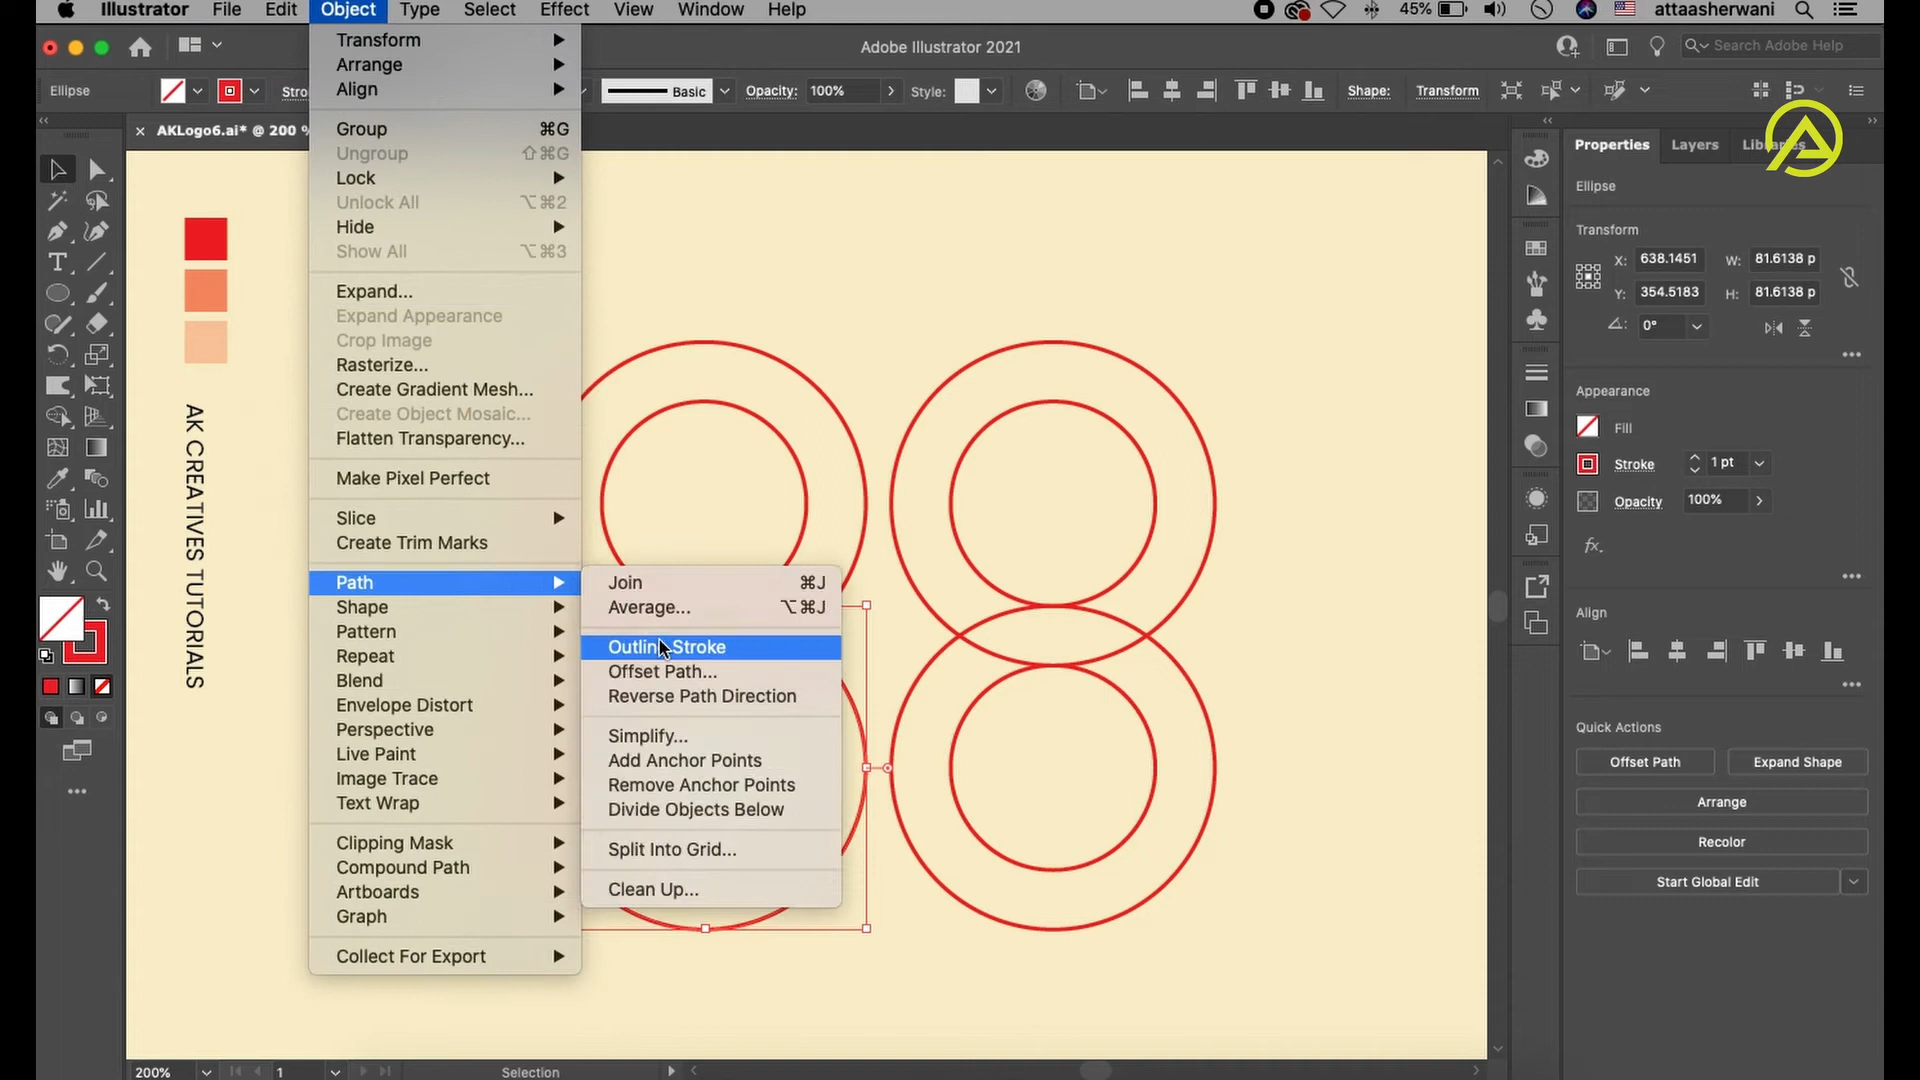 Illustrator File Edit Object Type Select Effect View Window Help 45% attaasherwani
Adobe Illustrator 2021
Search Adobe Help
Ellipse Basic Opacity: 100% Style: Shape: Transform
AKLogo6.ai* @ 200 %
Transform
Arrange
Align
Group ⌘G
Ungroup ⇧⌘G
Lock
Unlock All ⌥⌘2
Hide
Show All ⌥⌘3
Expand...
Expand Appearance
Crop Image
Rasterize...
Create Gradient Mesh...
Create Object Mosaic...
Flatten Transparency...
Make Pixel Perfect
Slice
Create Trim Marks
Path
Shape
Pattern
Repeat
Blend
Envelope Distort
Perspective
Live Paint
Image Trace
Text Wrap
Clipping Mask
Compound Path
Artboards
Graph
Collect For Export
Join ⌘J
Average... ⌥⌘J
Outline Stroke
Offset Path...
Reverse Path Direction
Simplify...
Add Anchor Points
Remove Anchor Points
Divide Objects Below
Split Into Grid...
Clean Up...
AK CREATIVES TUTORIALS
Properties Layers
Ellipse
Transform
X: 638.1451 W: 81.6138 p
Y: 354.5183 H: 81.6138 p
0°
Appearance
Fill
Stroke 1 pt
Opacity 100%
fx.
Align
Quick Actions
Offset Path Expand Shape
Arrange
Recolor
Start Global Edit
200% 1 Selection